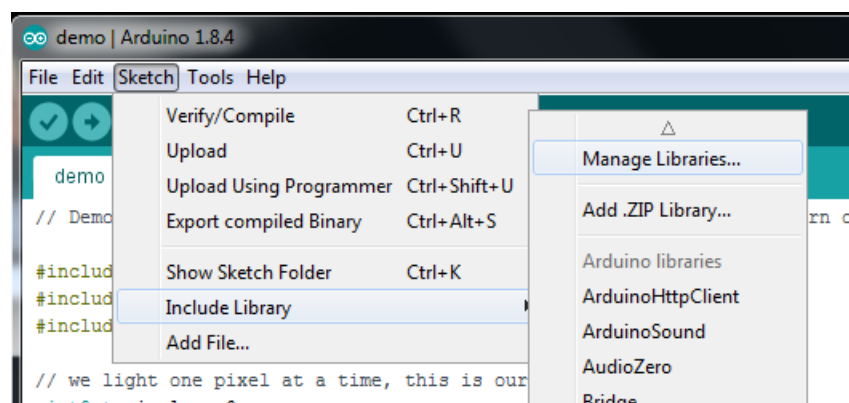 demo | Arduino 1.8.4
File Edit Sketch Tools Help
demo
Verify/Compile Ctrl+R
Upload Ctrl+U
Upload Using Programmer Ctrl+Shift+U
Export compiled Binary Ctrl+Alt+S
Show Sketch Folder Ctrl+K
Include Library
Add File...
Manage Libraries...
Add .ZIP Library...
Arduino libraries
ArduinoHttpClient
ArduinoSound
AudioZero
Bridge
// Demo
#includ
#includ
#includ
// we light one pixel at a time, this is our